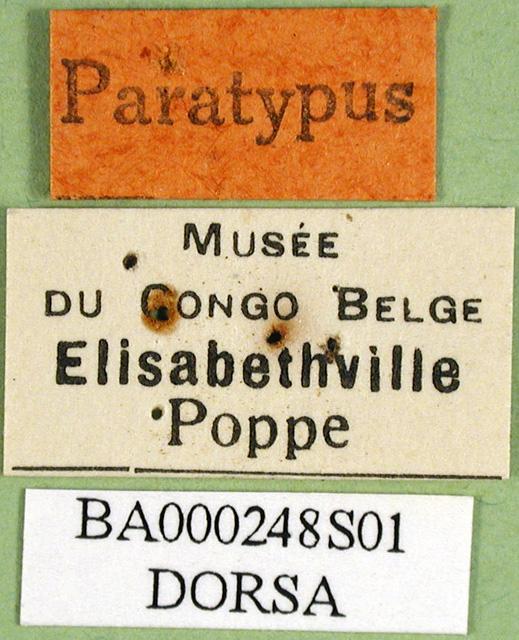 Paratypus
MUSÉE
DU CONGO BELGE
Elisabethville
Poppe
BA000248S01
DORSA